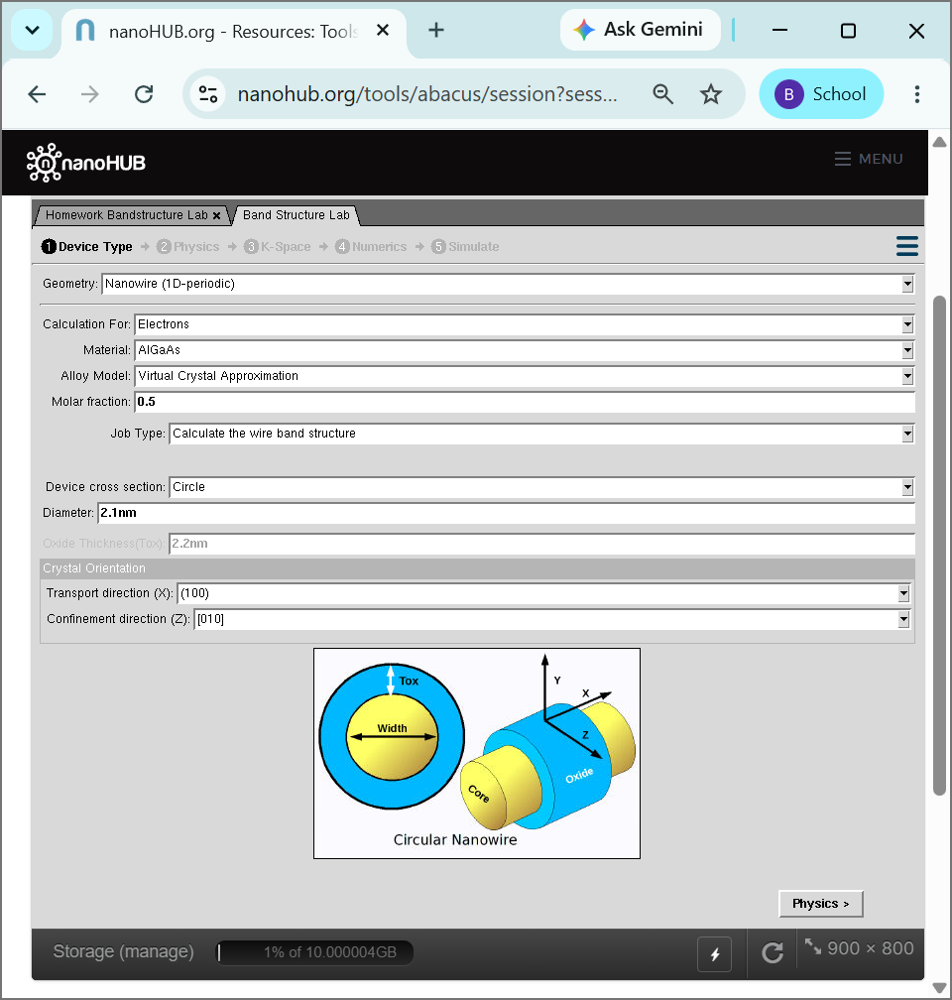 nanoHUB.org - Resources: Tools
Ask Gemini
nanohub.org/tools/abacus/session?sess...
B
School
nanoHUB
MENU
Homework Bandstructure Lab
Band Structure Lab
1 Device Type → 2 Physics → 3 K-Space → 4 Numerics → 5 Simulate
Geometry: Nanowire (1D-periodic)
Calculation For: Electrons
Material: AlGaAs
Alloy Model: Virtual Crystal Approximation
Molar fraction: 0.5
Job Type: Calculate the wire band structure
Device cross section: Circle
Diameter: 2.1nm
Oxide Thickness(Tox): 2.2nm
Crystal Orientation
Transport direction (X): (100)
Confinement direction (Z): [010]
Tox
Width
Y
X
Z
Oxide
Core
Circular Nanowire
Physics >
Storage (manage)
1% of 10.000004GB
900 × 800